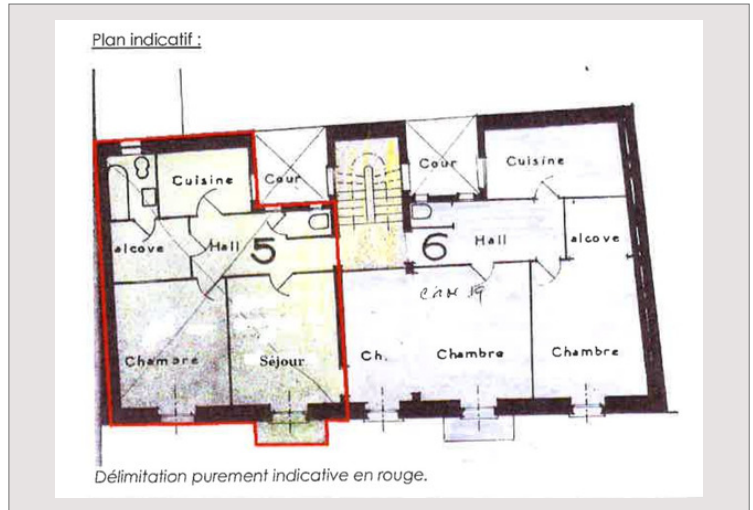 Plan indicatif :
Cuisine
Cour
Cour
Cuisine
alcove
Hall
5
6
Hall
alcove
Chambre
Séjour
Ch.
Chambre
Chambre
Délimitation purement indicative en rouge.